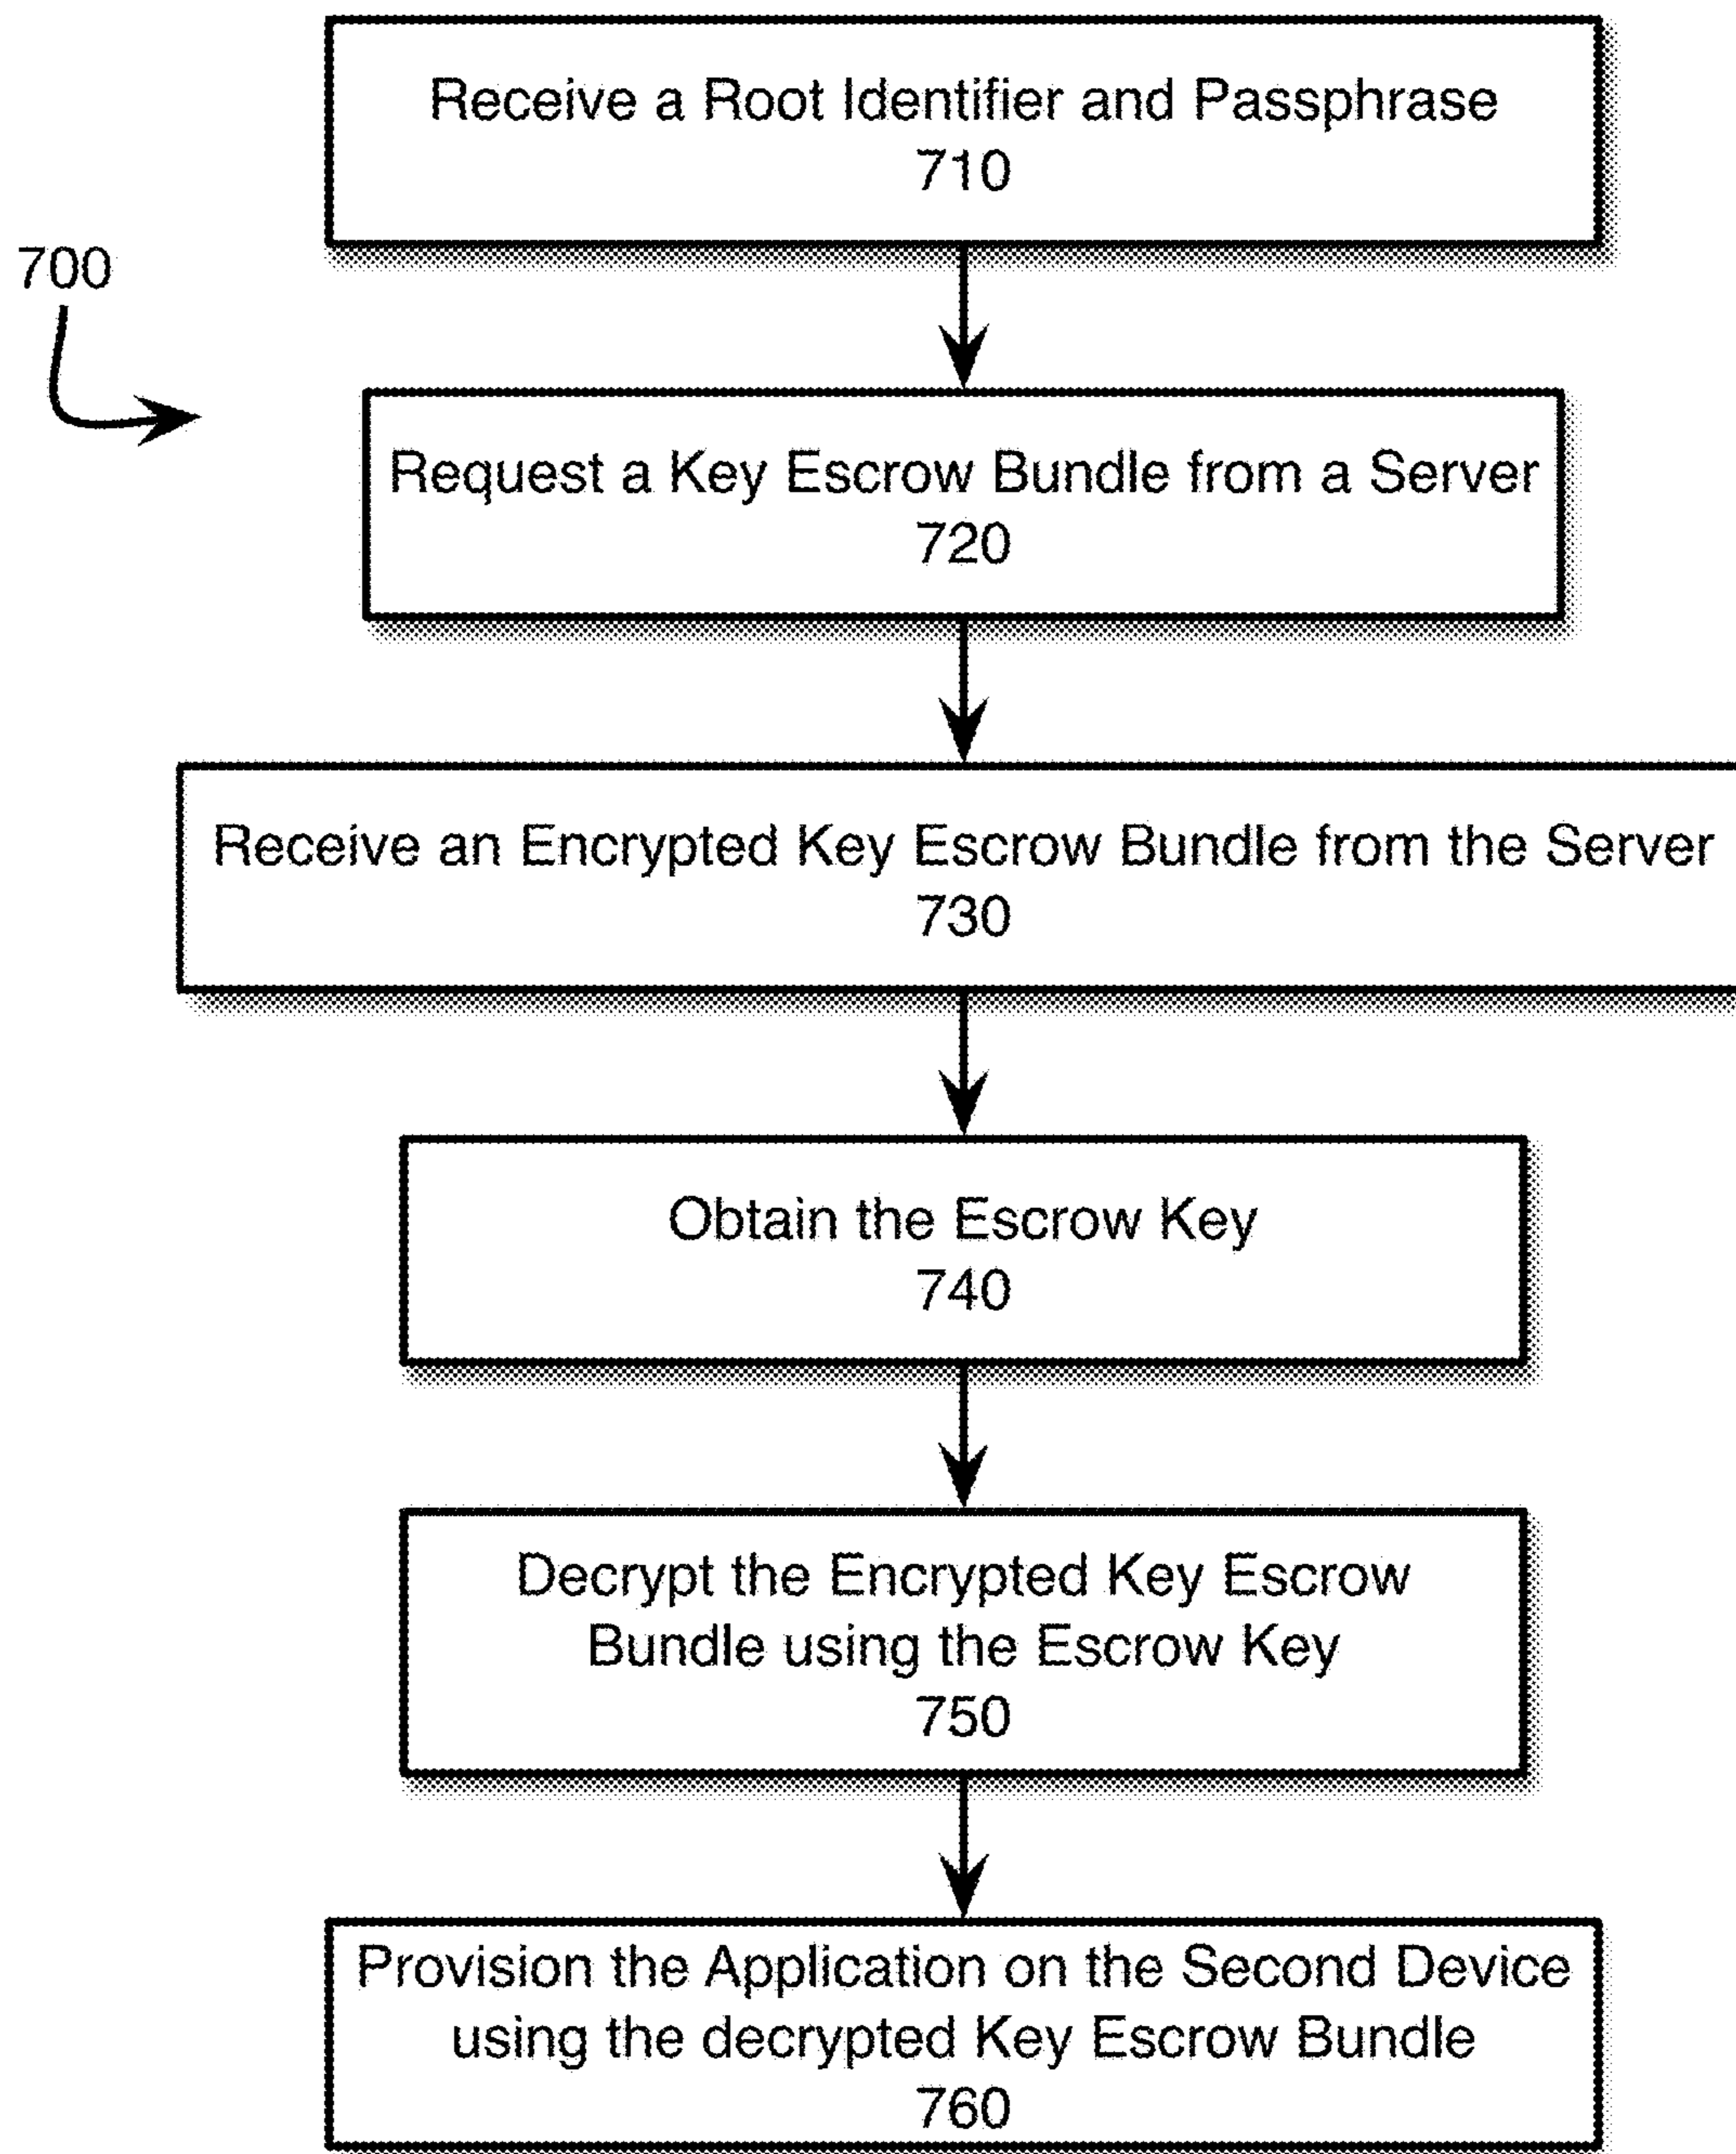 Receive a Root Identifier and Passphrase
710
700
Request a Key Escrow Bundle from a Server
720
Receive an Encrypted Key Escrow Bundle from the Server
730
Obtain the Escrow Key
740
Decrypt the Encrypted Key Escrow
Bundle using the Escrow Key
750
Provision the Application on the Second Device
using the decrypted Key Escrow Bundle
760